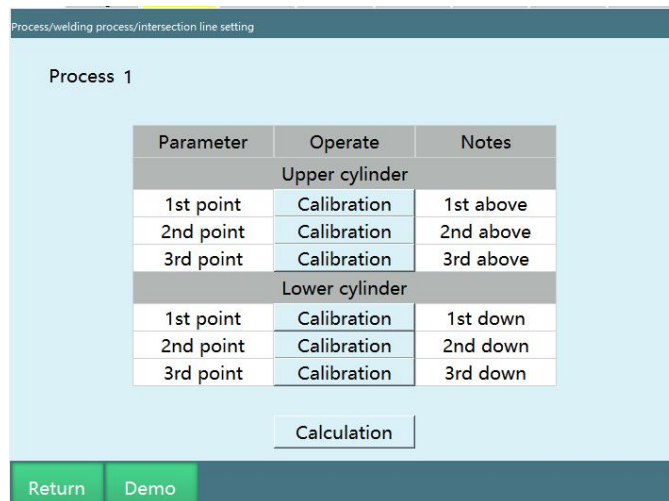 Process/welding process/intersection line setting
Process 1
Parameter Operate Notes
Upper cylinder
1st point Calibration 1st above
2nd point Calibration 2nd above
3rd point Calibration 3rd above
Lower cylinder
1st point Calibration 1st down
2nd point Calibration 2nd down
3rd point Calibration 3rd down
Calculation
Return Demo